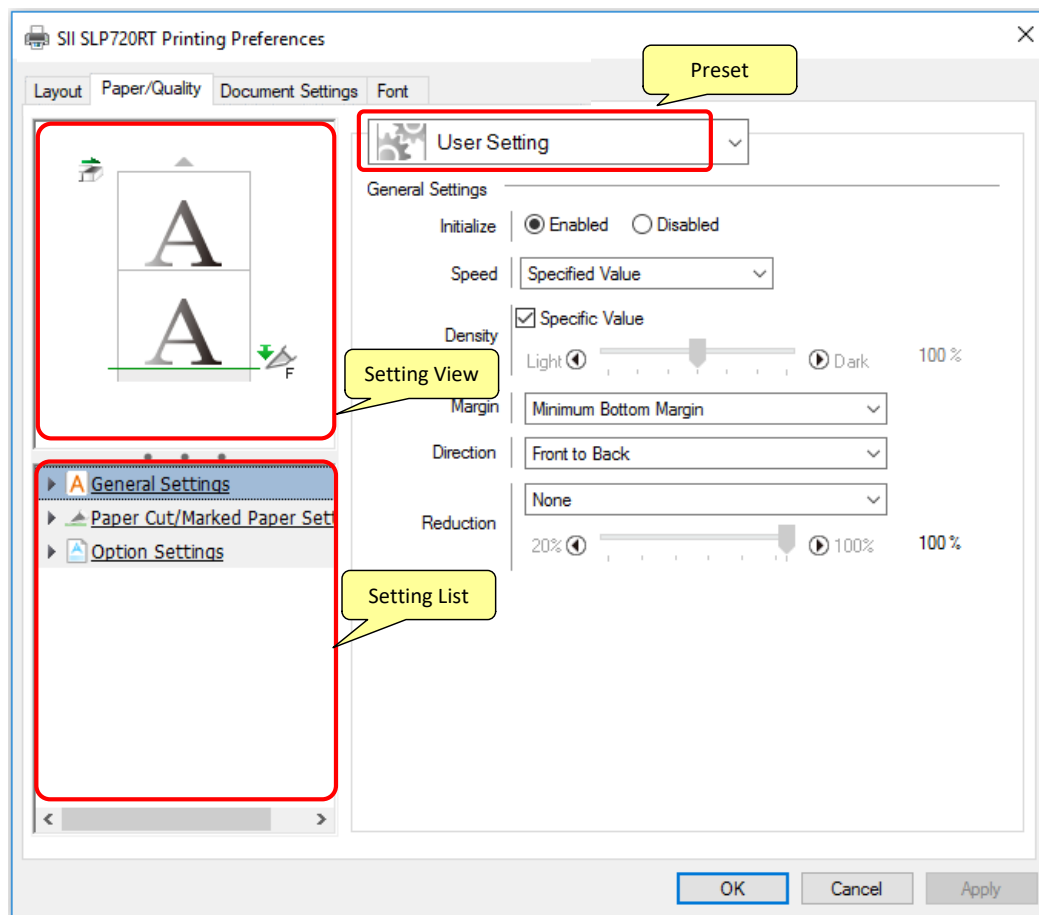 SII SLP720RT Printing Preferences
Layout Paper/Quality Document Settings Font
Preset
User Setting
General Settings
Initialize Enabled Disabled
Speed Specified Value
Density Specific Value
Light Dark 100 %
Margin Minimum Bottom Margin
Direction Front to Back
Reduction None
20% 100% 100 %
A
A
F
Setting View
A General Settings
Paper Cut/Marked Paper Sett
A Option Settings
Setting List
OK Cancel Apply